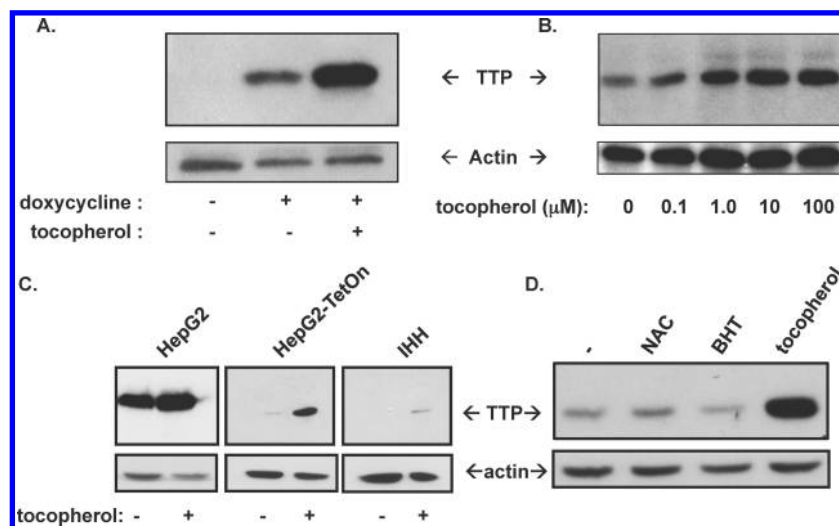 A.
B.
← TTP →
← Actin →
doxycycline : - + +
tocopherol : - - +
tocopherol (μM): 0 0.1 1.0 10 100
C.
D.
HepG2 HepG2-TetOn IHH
- NAC BHT tocopherol
← TTP→
←actin→
tocopherol: - + - + - +